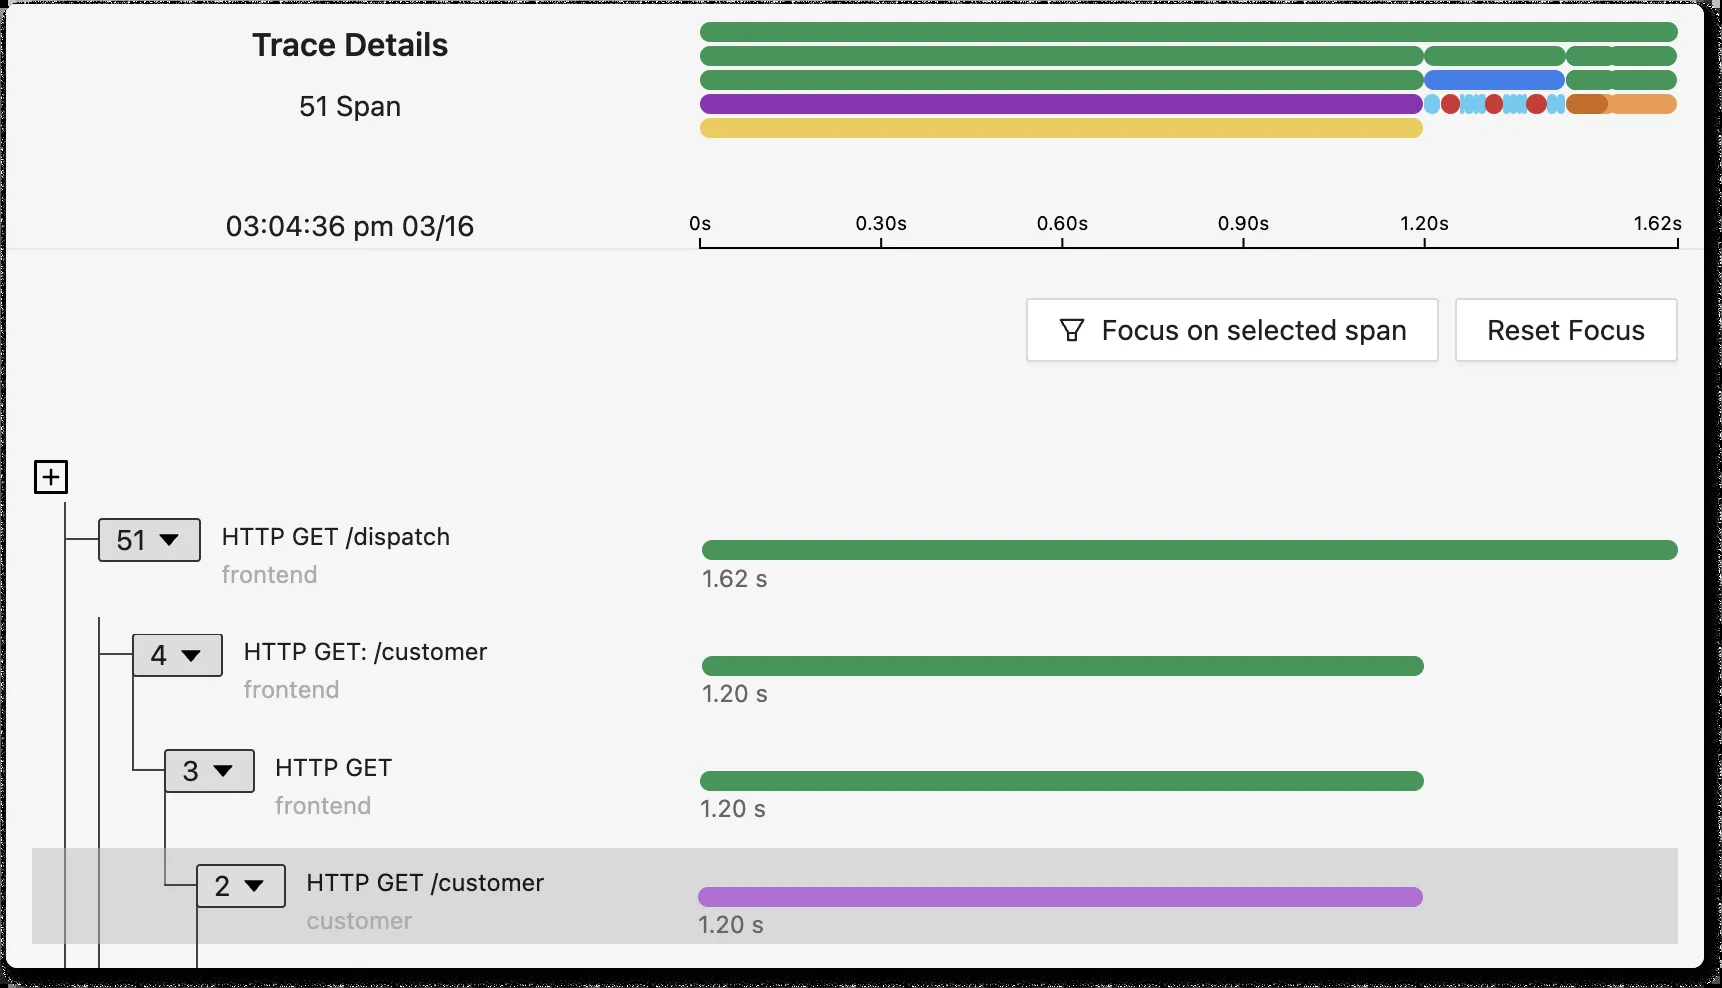 Trace Details
51 Span
03:04:36 pm 03/16
0s 0.30s 0.60s 0.90s 1.20s 1.62s
Focus on selected span
Reset Focus
51 HTTP GET /dispatch
frontend
1.62 s
4 HTTP GET: /customer
frontend
1.20 s
3 HTTP GET
frontend
1.20 s
2 HTTP GET /customer
customer
1.20 s